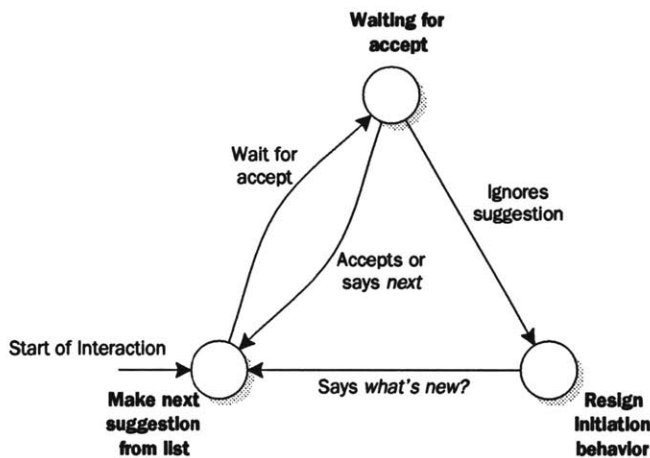 Waiting for
accept
Wait for
accept
Ignores
suggestion
Accepts or
says next
Start of Interaction
Says what's new?
Make next
suggestion
from list
Resign
initiation
behavior